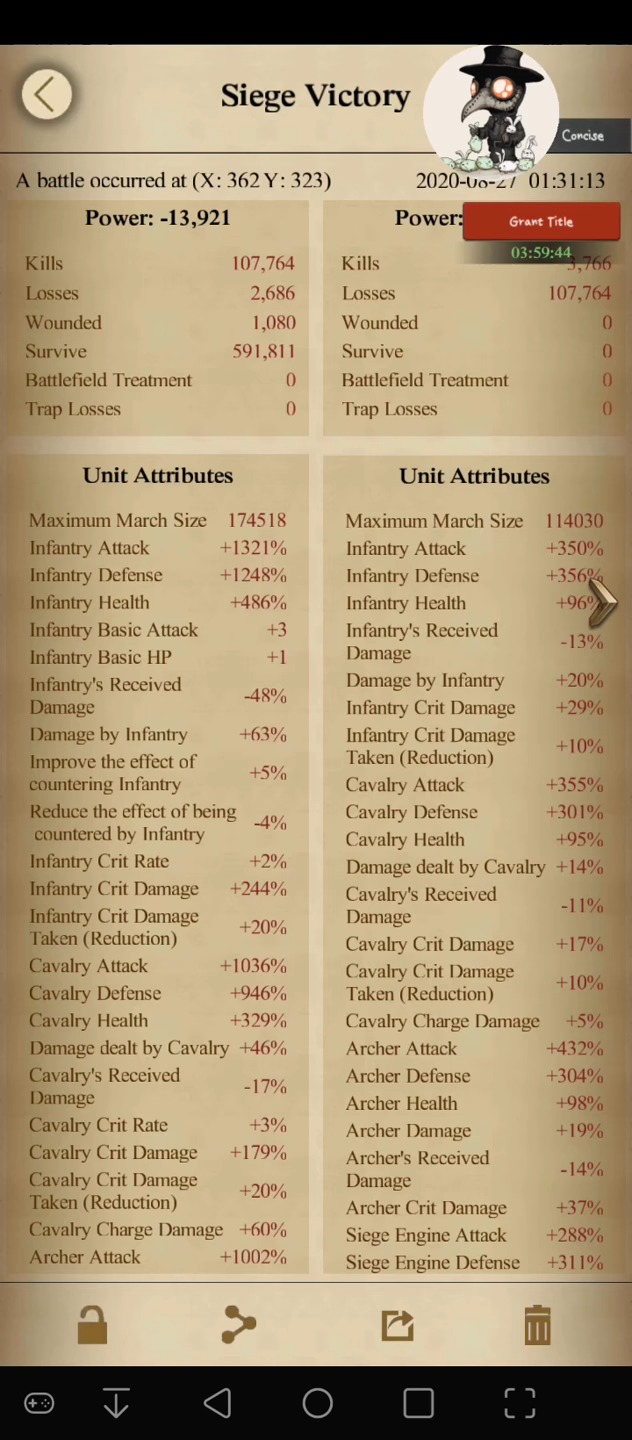 Siege Victory
Concise
A battle occurred at (X: 362 Y: 323)
2020-08-27 01:31:13
Power: -13,921
Kills 107,764
Losses 2,686
Wounded 1,080
Survive 591,811
Battlefield Treatment 0
Trap Losses 0
Power:
Grant Title
03:59:44
Kills 3,766
Losses 107,764
Wounded 0
Survive 0
Battlefield Treatment 0
Trap Losses 0
Unit Attributes
Maximum March Size 174518
Infantry Attack +1321%
Infantry Defense +1248%
Infantry Health +486%
Infantry Basic Attack +3
Infantry Basic HP +1
Infantry's Received
Damage -48%
Damage by Infantry +63%
Improve the effect of
countering Infantry +5%
Reduce the effect of being
countered by Infantry -4%
Infantry Crit Rate +2%
Infantry Crit Damage +244%
Infantry Crit Damage
Taken (Reduction) +20%
Cavalry Attack +1036%
Cavalry Defense +946%
Cavalry Health +329%
Damage dealt by Cavalry +46%
Cavalry's Received
Damage -17%
Cavalry Crit Rate +3%
Cavalry Crit Damage +179%
Cavalry Crit Damage
Taken (Reduction) +20%
Cavalry Charge Damage +60%
Archer Attack +1002%
Unit Attributes
Maximum March Size 114030
Infantry Attack +350%
Infantry Defense +356%
Infantry Health +96%
Infantry's Received
Damage -13%
Damage by Infantry +20%
Infantry Crit Damage +29%
Infantry Crit Damage
Taken (Reduction) +10%
Cavalry Attack +355%
Cavalry Defense +301%
Cavalry Health +95%
Damage dealt by Cavalry +14%
Cavalry's Received
Damage -11%
Cavalry Crit Damage +17%
Cavalry Crit Damage
Taken (Reduction) +10%
Cavalry Charge Damage +5%
Archer Attack +432%
Archer Defense +304%
Archer Health +98%
Archer Damage +19%
Archer's Received
Damage -14%
Archer Crit Damage +37%
Siege Engine Attack +288%
Siege Engine Defense +311%